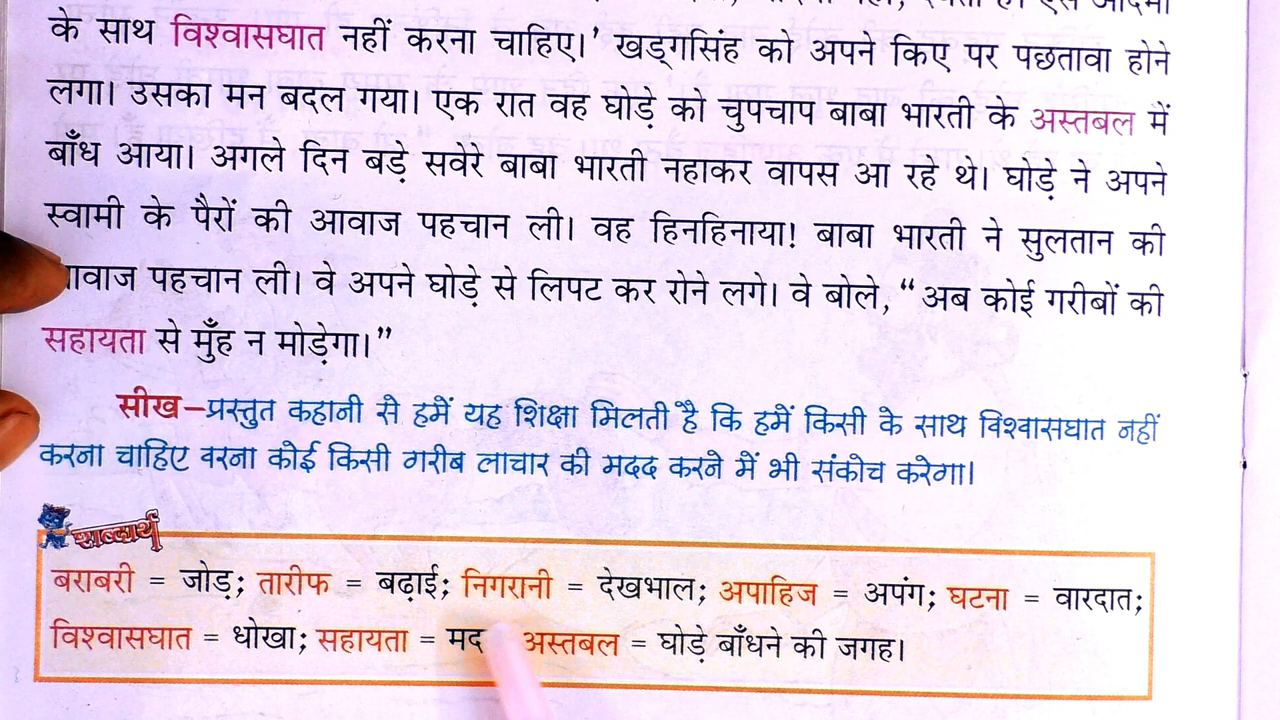 के साथ विश्वासघात नहीं करना चाहिए।’ खड्गसिंह को अपने किए पर पछतावा होने
लगा। उसका मन बदल गया। एक रात वह घोड़े को चुपचाप बाबा भारती के अस्तबल में
बाँध आया। अगले दिन बड़े सवेरे बाबा भारती नहाकर वापस आ रहे थे। घोड़े ने अपने
स्वामी के पैरों की आवाज पहचान ली। वह हिनहिनाया! बाबा भारती ने सुलतान की
पहचान ली। वे अपने घोड़े से लिपट कर रोने लगे। वे बोले, “अब कोई गरीबों की
सहायता से मुँह न मोड़ेगा।”
सीख–प्रस्तुत कहानी से हमें यह शिक्षा मिलती है कि हमें किसी के साथ विश्वासघात नहीं
करना चाहिए वरना कोई किसी गरीब लाचार की मदद करने में भी संकोच करेगा।
शब्दार्थ
बराबरी = जोड़; तारीफ = बढ़ाई; निगरानी = देखभाल; अपाहिज = अपंग; घटना = वारदात;
विश्वासघात = धोखा; सहायता = मद अस्तबल = घोड़े बाँधने की जगह।